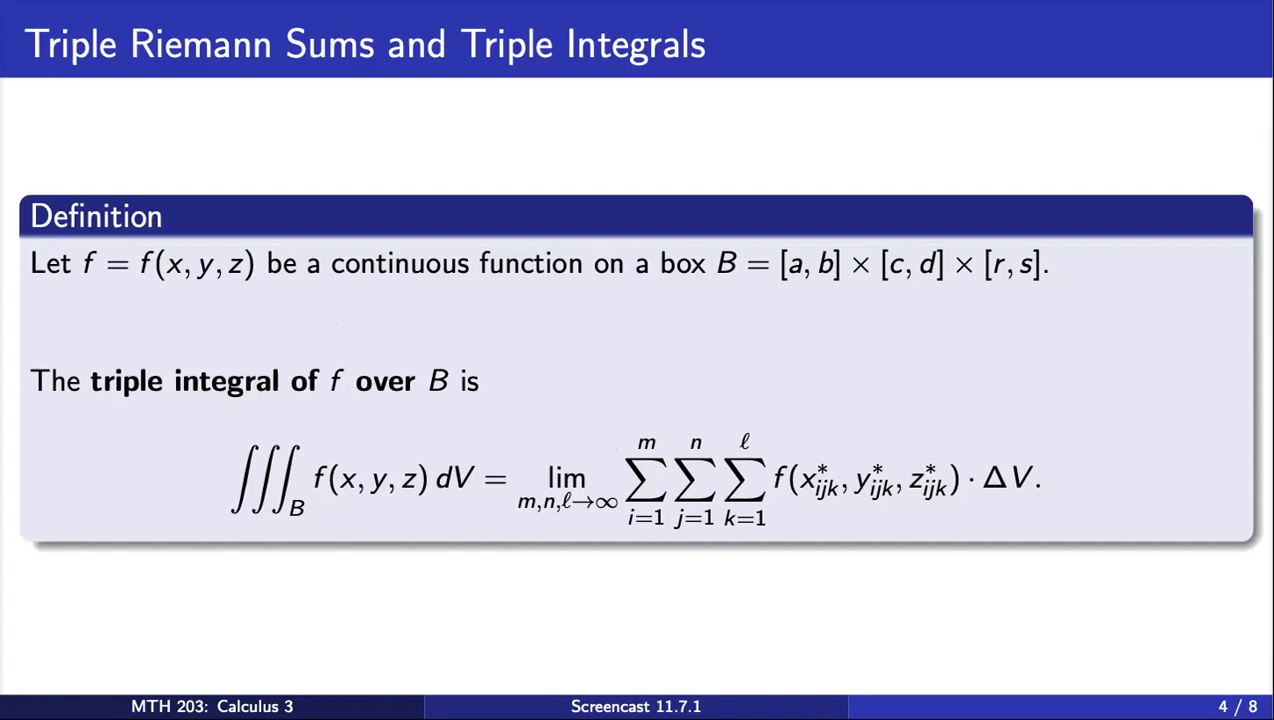 Triple Riemann Sums and Triple Integrals
Definition
Let f = f(x, y, z) be a continuous function on a box B = [a, b] × [c, d] × [r, s].
The triple integral of f over B is
∭_B f(x, y, z) dV = lim_{m,n,ℓ→∞} ∑_{i=1}^{m} ∑_{j=1}^{n} ∑_{k=1}^{ℓ} f(x*_{ijk}, y*_{ijk}, z*_{ijk}) · ΔV.
MTH 203: Calculus 3 Screencast 11.7.1 4 / 8